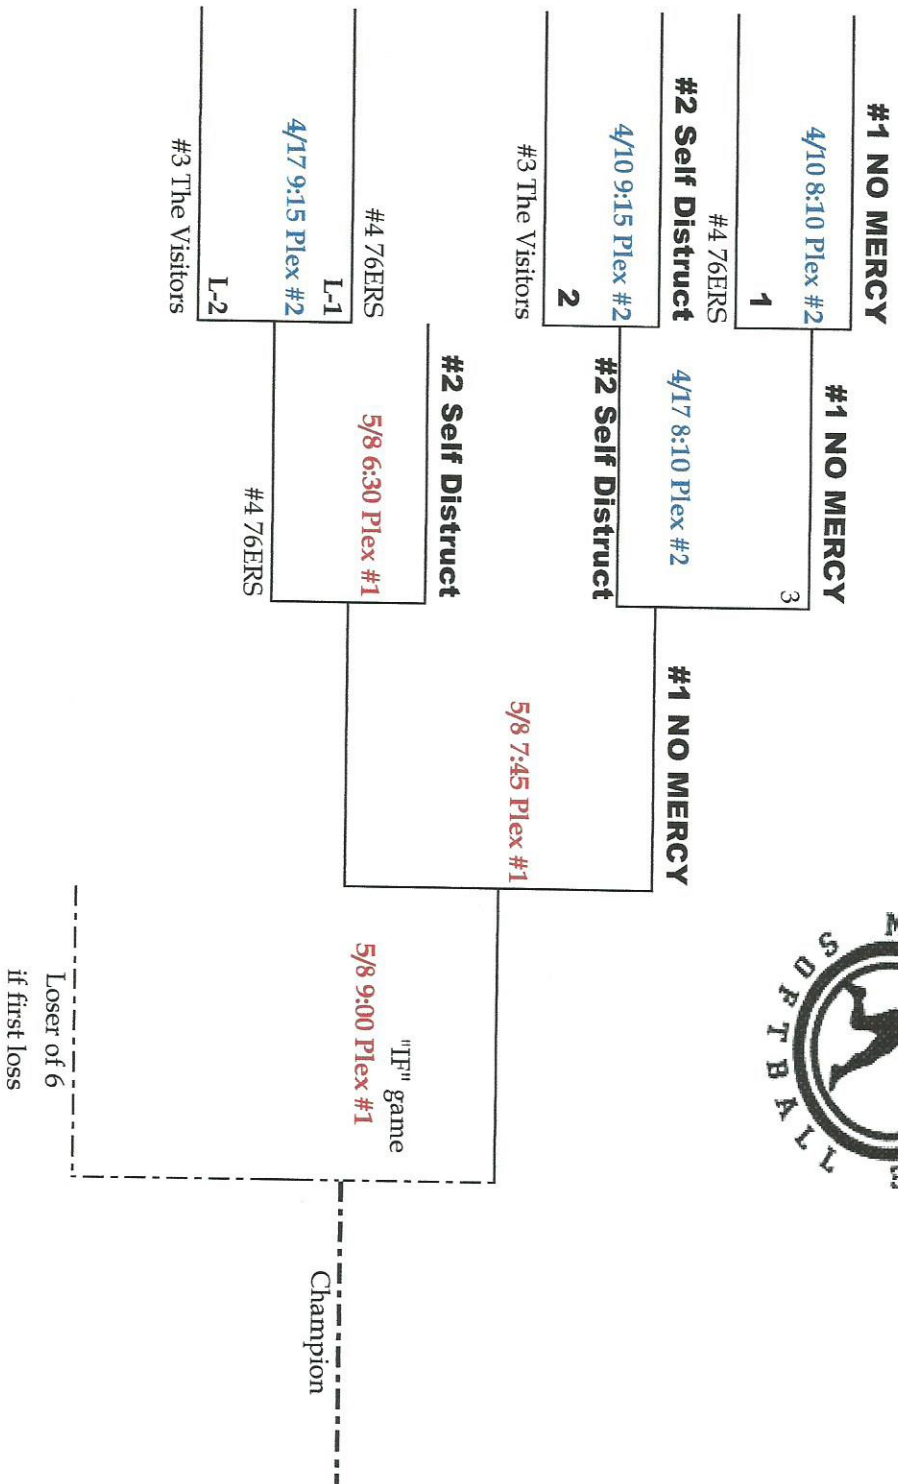 #1 NO MERCY
4/10 8:10 Plex #2
1
#4 76ERS
#2 Self Distruct
4/10 9:15 Plex #2
2
#3 The Visitors
#1 NO MERCY
3
4/17 8:10 Plex #2
#2 Self Distruct
#1 NO MERCY
5/8 7:45 Plex #1
#4 76ERS
L-1
4/17 9:15 Plex #2
L-2
#3 The Visitors
#2 Self Distruct
5/8 6:30 Plex #1
#4 76ERS
"IF" game
5/8 9:00 Plex #1
Champion
Loser of 6
if first loss
SOFTBALL